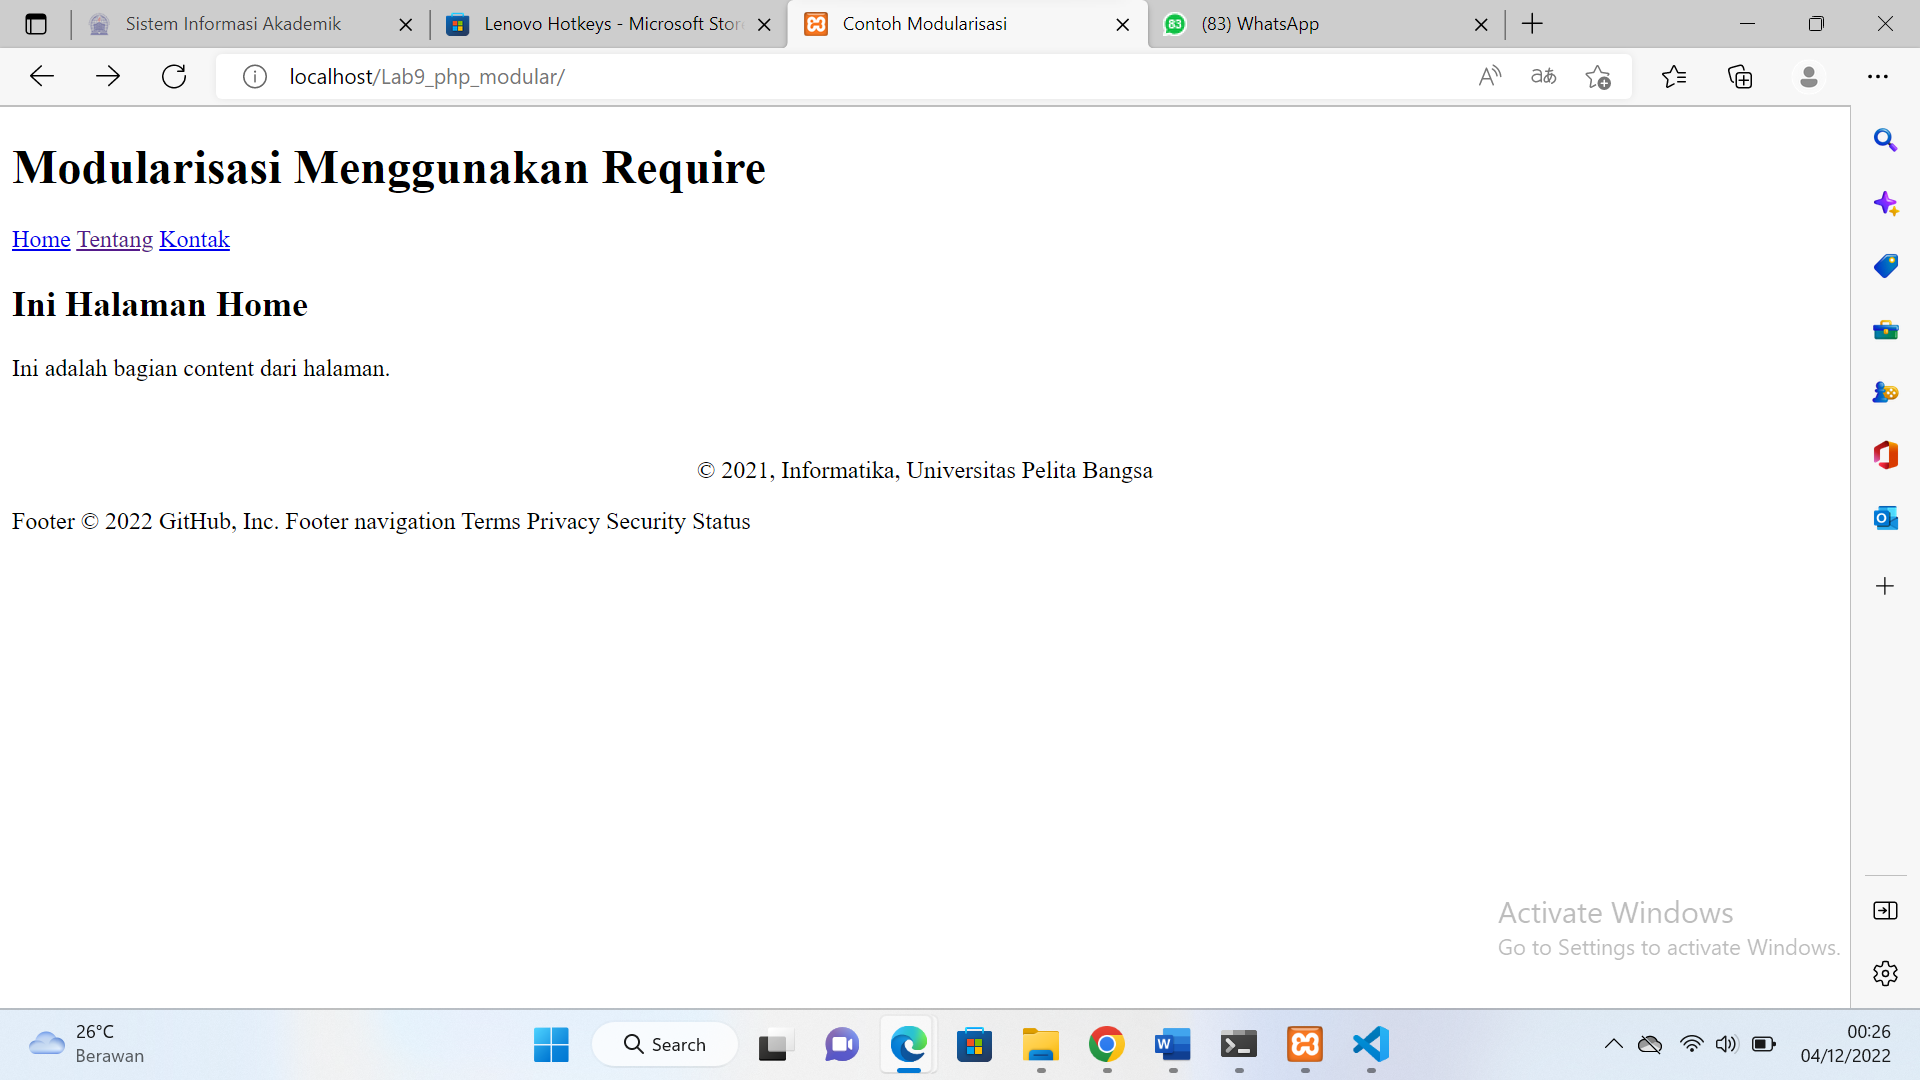 Sistem Informasi Akademik
Lenovo Hotkeys - Microsoft Stor
Contoh Modularisasi
83
(83) WhatsApp
localhost/Lab9_php_modular/
Modularisasi Menggunakan Require
Home Tentang Kontak
Ini Halaman Home
Ini adalah bagian content dari halaman.
© 2021, Informatika, Universitas Pelita Bangsa
Footer © 2022 GitHub, Inc. Footer navigation Terms Privacy Security Status
Activate Windows
Go to Settings to activate Windows.
26°C
Berawan
Search
00:26
04/12/2022